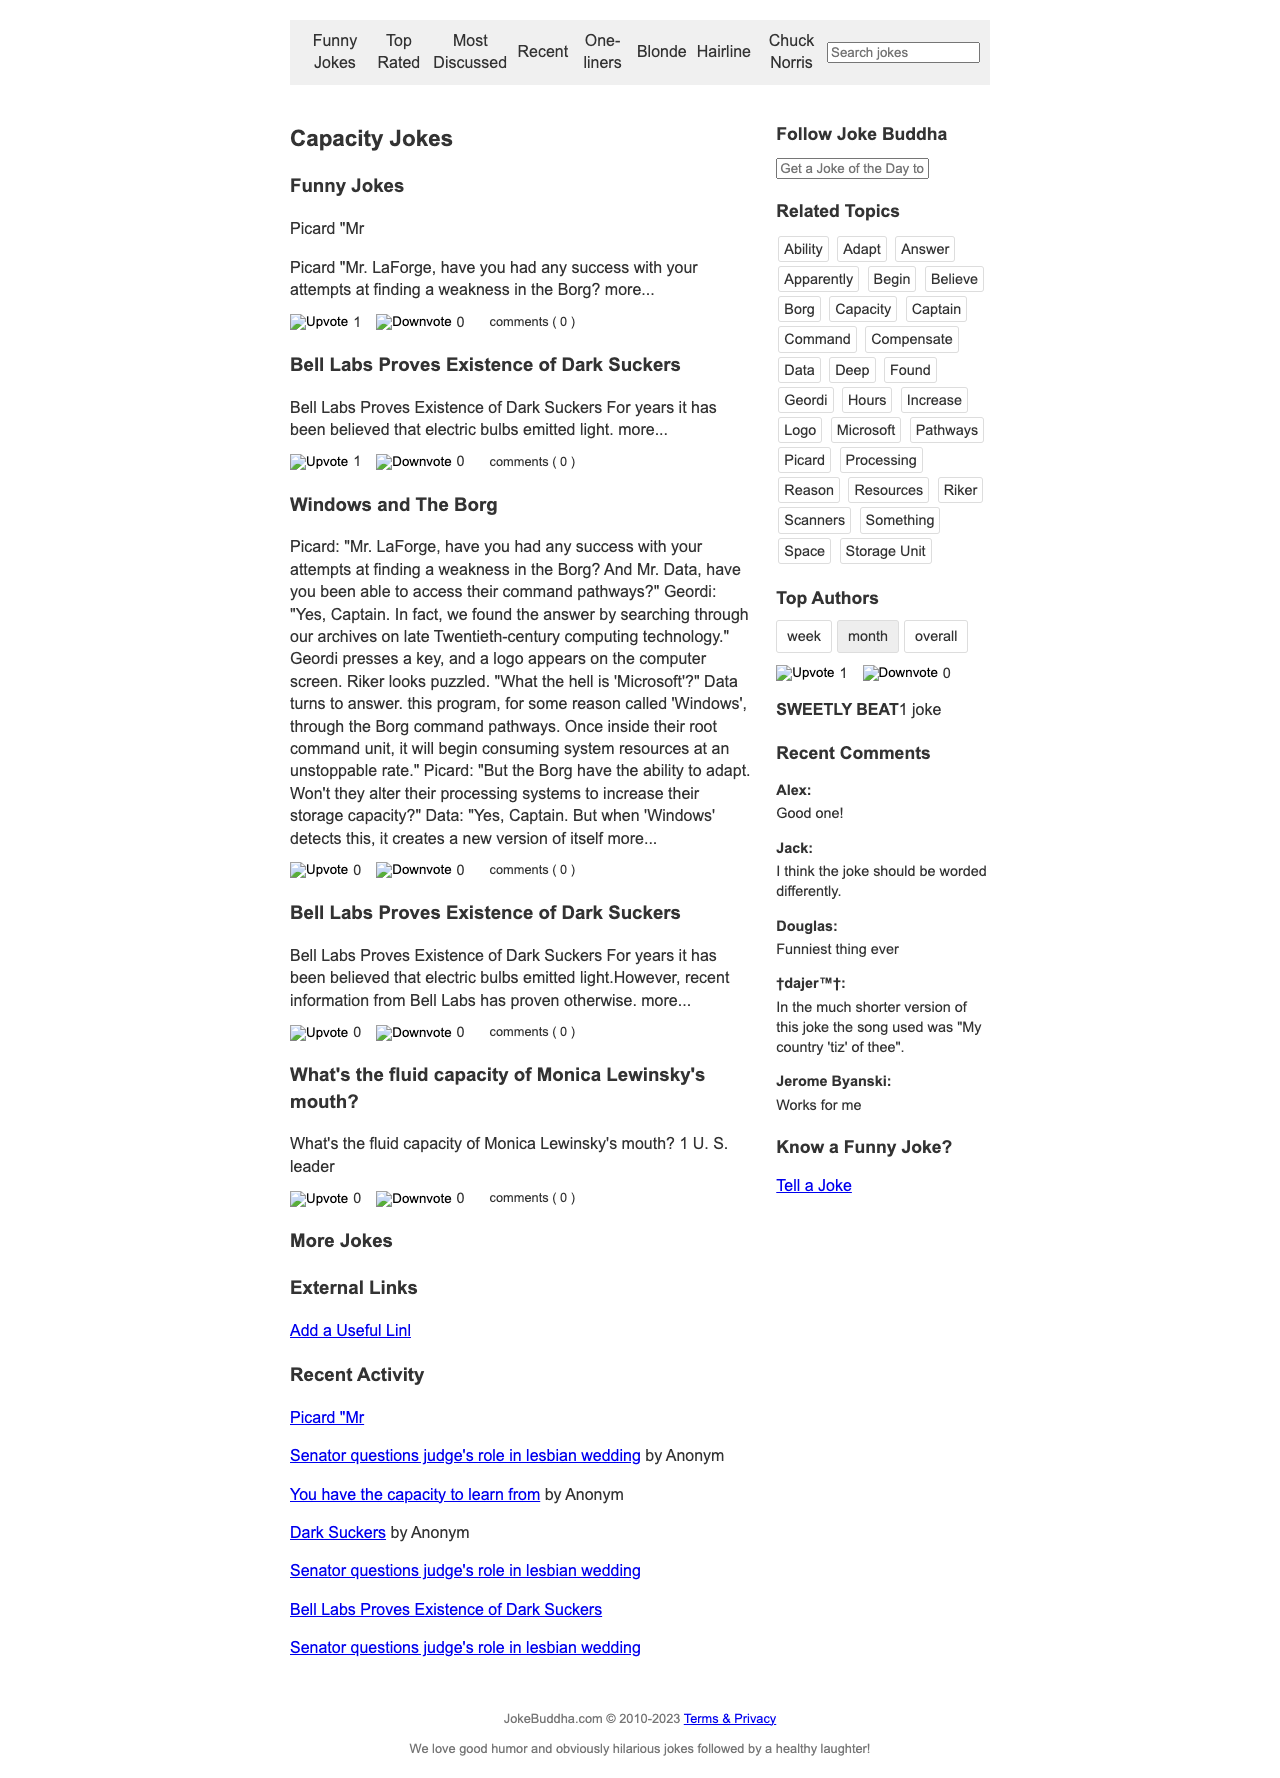 Funny Jokes
Top Rated
Most Discussed
Recent
One-liners
Blonde
Hairline
Chuck Norris
Search jokes
Capacity Jokes
Funny Jokes
Picard "Mr
Picard "Mr. LaForge, have you had any success with your
attempts at finding a weakness in the Borg? more...
Upvote 1 Downvote 0 comments ( 0 )
Bell Labs Proves Existence of Dark Suckers
Bell Labs Proves Existence of Dark Suckers For years it has
been believed that electric bulbs emitted light. more...
Upvote 1 Downvote 0 comments ( 0 )
Windows and The Borg
Picard: "Mr. LaForge, have you had any success with your
attempts at finding a weakness in the Borg? And Mr. Data, have
you been able to access their command pathways?" Geordi:
"Yes, Captain. In fact, we found the answer by searching through
our archives on late Twentieth-century computing technology."
Geordi presses a key, and a logo appears on the computer
screen. Riker looks puzzled. "What the hell is 'Microsoft'?" Data
turns to answer. this program, for some reason called 'Windows',
through the Borg command pathways. Once inside their root
command unit, it will begin consuming system resources at an
unstoppable rate." Picard: "But the Borg have the ability to adapt.
Won't they alter their processing systems to increase their
storage capacity?" Data: "Yes, Captain. But when 'Windows'
detects this, it creates a new version of itself more...
Upvote 0 Downvote 0 comments ( 0 )
Bell Labs Proves Existence of Dark Suckers
Bell Labs Proves Existence of Dark Suckers For years it has
been believed that electric bulbs emitted light.However, recent
information from Bell Labs has proven otherwise. more...
Upvote 0 Downvote 0 comments ( 0 )
What's the fluid capacity of Monica Lewinsky's
mouth?
What's the fluid capacity of Monica Lewinsky's mouth? 1 U. S.
leader
Upvote 0 Downvote 0 comments ( 0 )
More Jokes
External Links
Add a Useful Linl
Recent Activity
Picard "Mr
Senator questions judge's role in lesbian wedding by Anonym
You have the capacity to learn from by Anonym
Dark Suckers by Anonym
Senator questions judge's role in lesbian wedding
Bell Labs Proves Existence of Dark Suckers
Senator questions judge's role in lesbian wedding
Follow Joke Buddha
Get a Joke of the Day to
Related Topics
Ability Adapt Answer
Apparently Begin Believe
Borg Capacity Captain
Command Compensate
Data Deep Found
Geordi Hours Increase
Logo Microsoft Pathways
Picard Processing
Reason Resources Riker
Scanners Something
Space Storage Unit
Top Authors
week month overall
Upvote 1 Downvote 0
SWEETLY BEAT1 joke
Recent Comments
Alex:
Good one!
Jack:
I think the joke should be worded
differently.
Douglas:
Funniest thing ever
†dajer™†:
In the much shorter version of
this joke the song used was "My
country 'tiz' of thee".
Jerome Byanski:
Works for me
Know a Funny Joke?
Tell a Joke
JokeBuddha.com © 2010-2023 Terms & Privacy
We love good humor and obviously hilarious jokes followed by a healthy laughter!